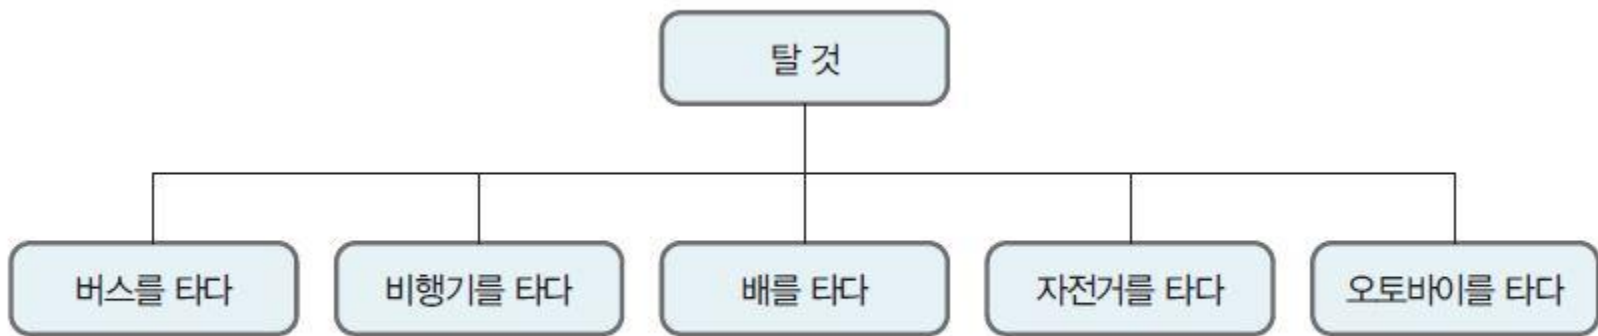 탈 것
버스를 타다
비행기를 타다
배를 타다
자전거를 타다
오토바이를 타다